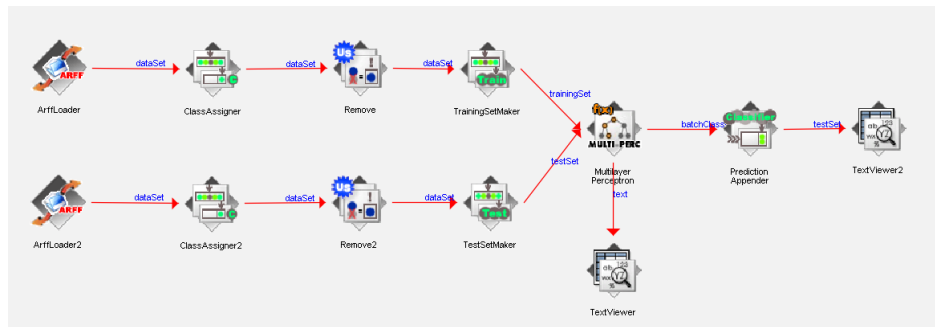 dataSet
dataSet
dataSet
ARFF
ArffLoader
C
ClassAssigner
Us
Remove
Train
TrainingSetMaker
trainingSet
f(x)
MULTI PERC
Multilayer
Perceptron
batchClass
Classifier
Prediction
Appender
testSet
TextViewer2
testSet
text
dataSet
dataSet
dataSet
ARFF
ArffLoader2
C
ClassAssigner2
Us
Remove2
Test
TestSetMaker
TextViewer